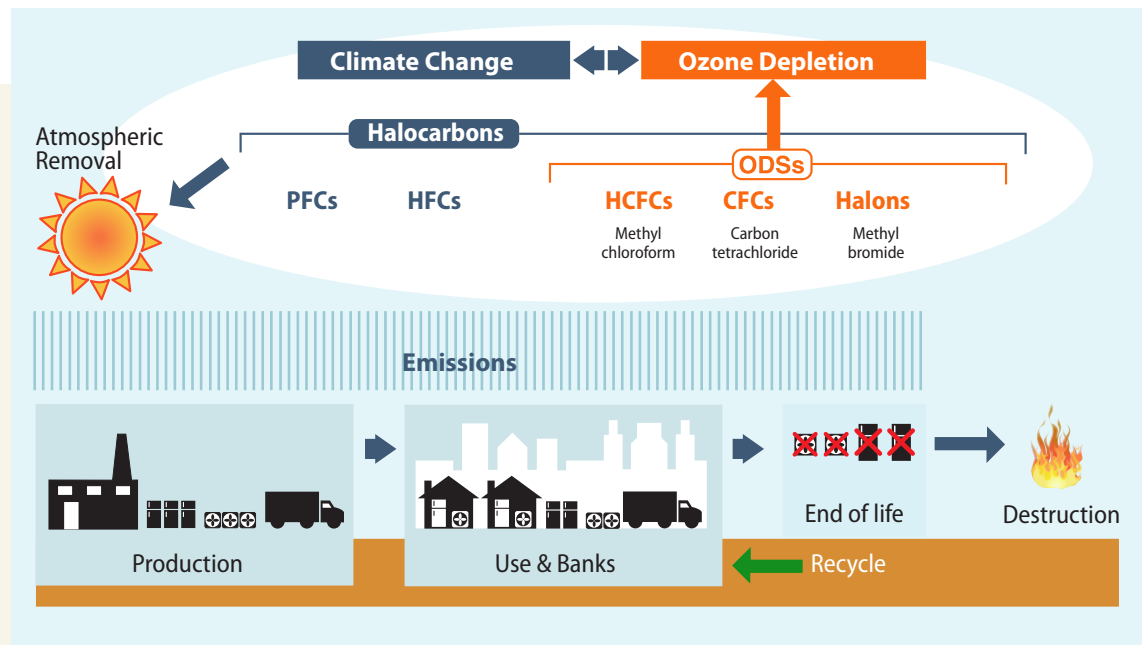 Climate Change
Ozone Depletion
Atmospheric
Removal
Halocarbons
ODSs
PFCs
HFCs
HCFCs
CFCs
Halons
Methyl
chloroform
Carbon
tetrachloride
Methyl
bromide
Emissions
End of life
Destruction
Production
Use & Banks
Recycle